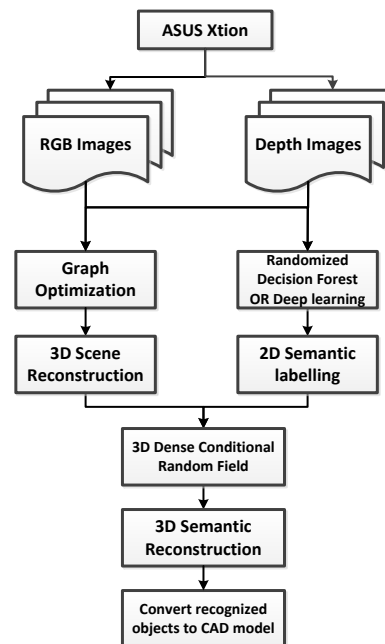 ASUS Xtion
RGB Images
Depth Images
Graph
Optimization
Randomized
Decision Forest
OR Deep learning
3D Scene
Reconstruction
2D Semantic
labelling
3D Dense Conditional
Random Field
3D Semantic
Reconstruction
Convert recognized
objects to CAD model